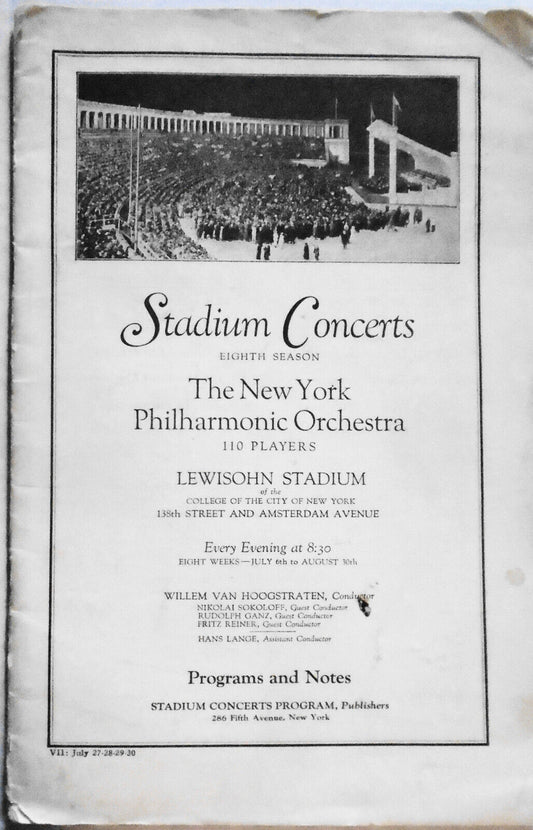 Stadium Concerts
EIGHTH SEASON
The New York
Philharmonic Orchestra
110 PLAYERS
LEWISOHN STADIUM
of the
COLLEGE OF THE CITY OF NEW YORK
138th STREET AND AMSTERDAM AVENUE
Every Evening at 8:30
EIGHT WEEKS—JULY 6th to AUGUST 30th
WILLEM VAN HOOGSTRATEN, Conductor
NIKOLAI SOKOLOFF, Guest Conductor
RUDOLPH GANZ, Guest Conductor
FRITZ REINER, Guest Conductor
HANS LANGE, Assistant Conductor
Programs and Notes
STADIUM CONCERTS PROGRAM, Publishers
286 Fifth Avenue, New York
VII: July 27-28-29-30